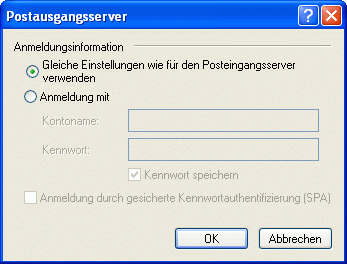 Postausgangsserver
Anmeldungsinformation
Gleiche Einstellungen wie für den Posteingangsserver
verwenden
Anmeldung mit
Kontoname:
Kennwort:
Kennwort speichern
Anmeldung durch gesicherte Kennwortauthentifizierung (SPA)
OK Abbrechen